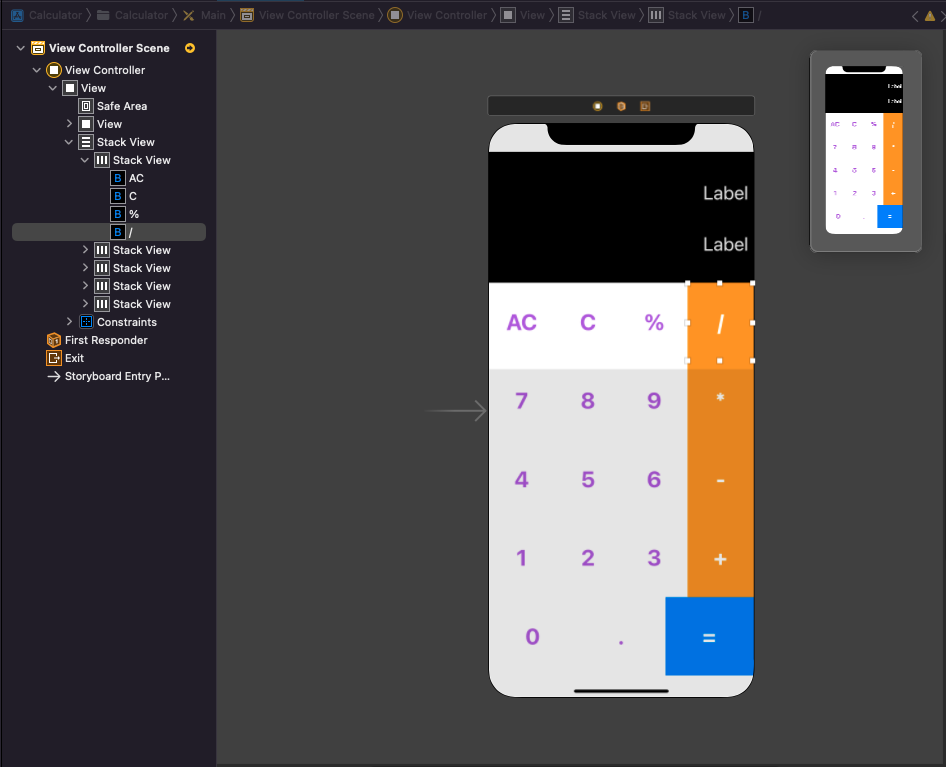 Calculator Calculator Main View Controller Scene View Controller View Stack View Stack View B /
View Controller Scene
View Controller
View
Safe Area
View
Stack View
Stack View
B AC
B C
B %
B /
Stack View
Stack View
Stack View
Stack View
Constraints
First Responder
Exit
Storyboard Entry P...
Label
Label
AC C % /
7 8 9 *
4 5 6 -
1 2 3 +
0 . =
Label
Label
AC C % /
7 8 9 *
4 5 6 -
1 2 3 +
0 . =